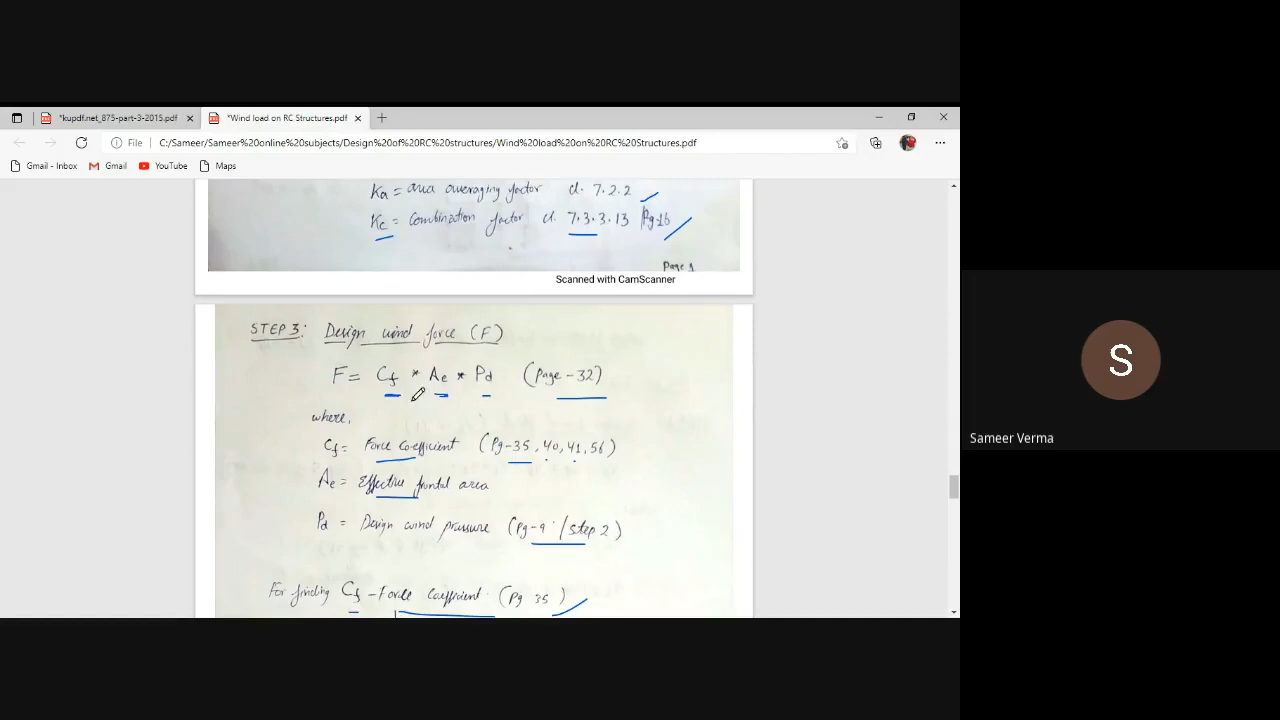 *kupdf.net_875-part-3-2015.pdf
*Wind load on RC Structures.pdf
File
C:/Sameer/Sameer%20online%20subjects/Design%20of%20RC%20structures/Wind%20load%20on%20RC%20Structures.pdf
Gmail - Inbox
Gmail
YouTube
Maps
Ka = area averaging factor cl. 7.2.2
Kc = Combination factor cl. 7.3.3.13 Pg-16
Page 1
Scanned with CamScanner
STEP 3: Design wind force (F)
F = Cf * Ae * Pd (Page-32)
where,
Cf = Force coefficient (Pg-35, 40, 41, 56)
Ae = Effective frontal area
Pd = Design wind pressure (Pg-9 / Step 2)
For finding Cf - Force coefficient (Pg 35)
S
Sameer Verma